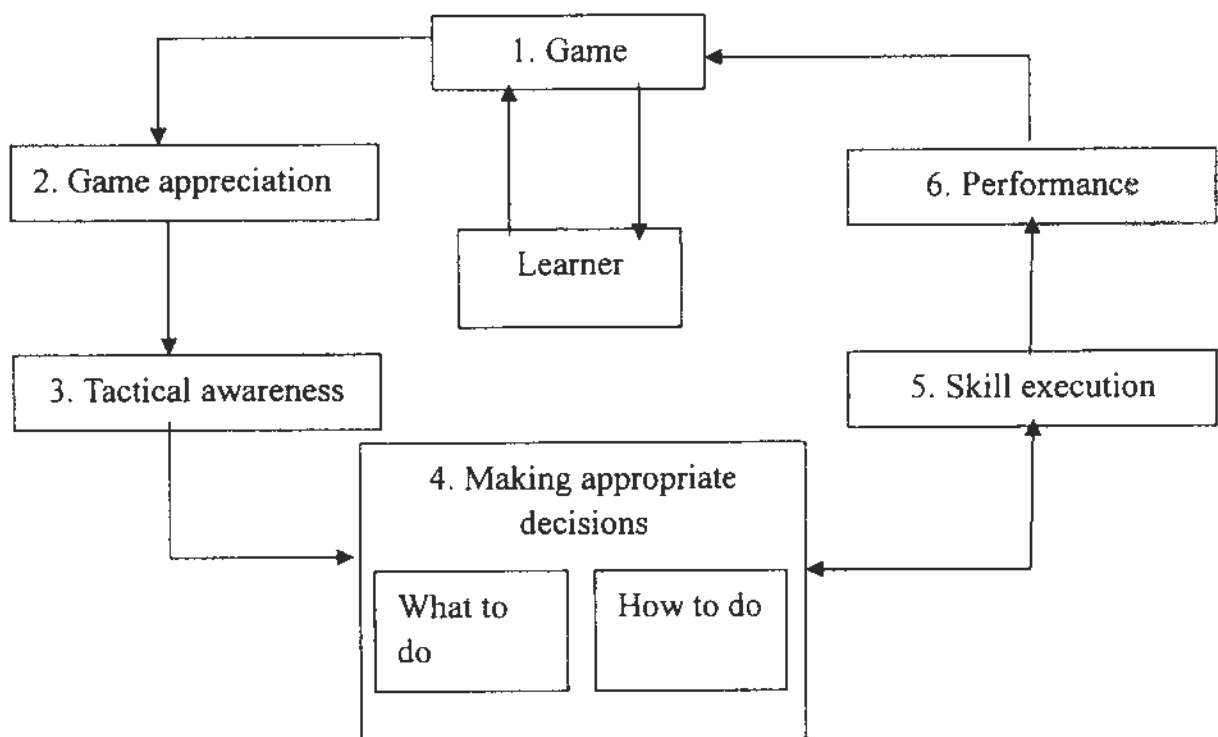 1. Game
2. Game appreciation
6. Performance
Learner
3. Tactical awareness
5. Skill execution
4. Making appropriate
decisions
What to
do
How to do